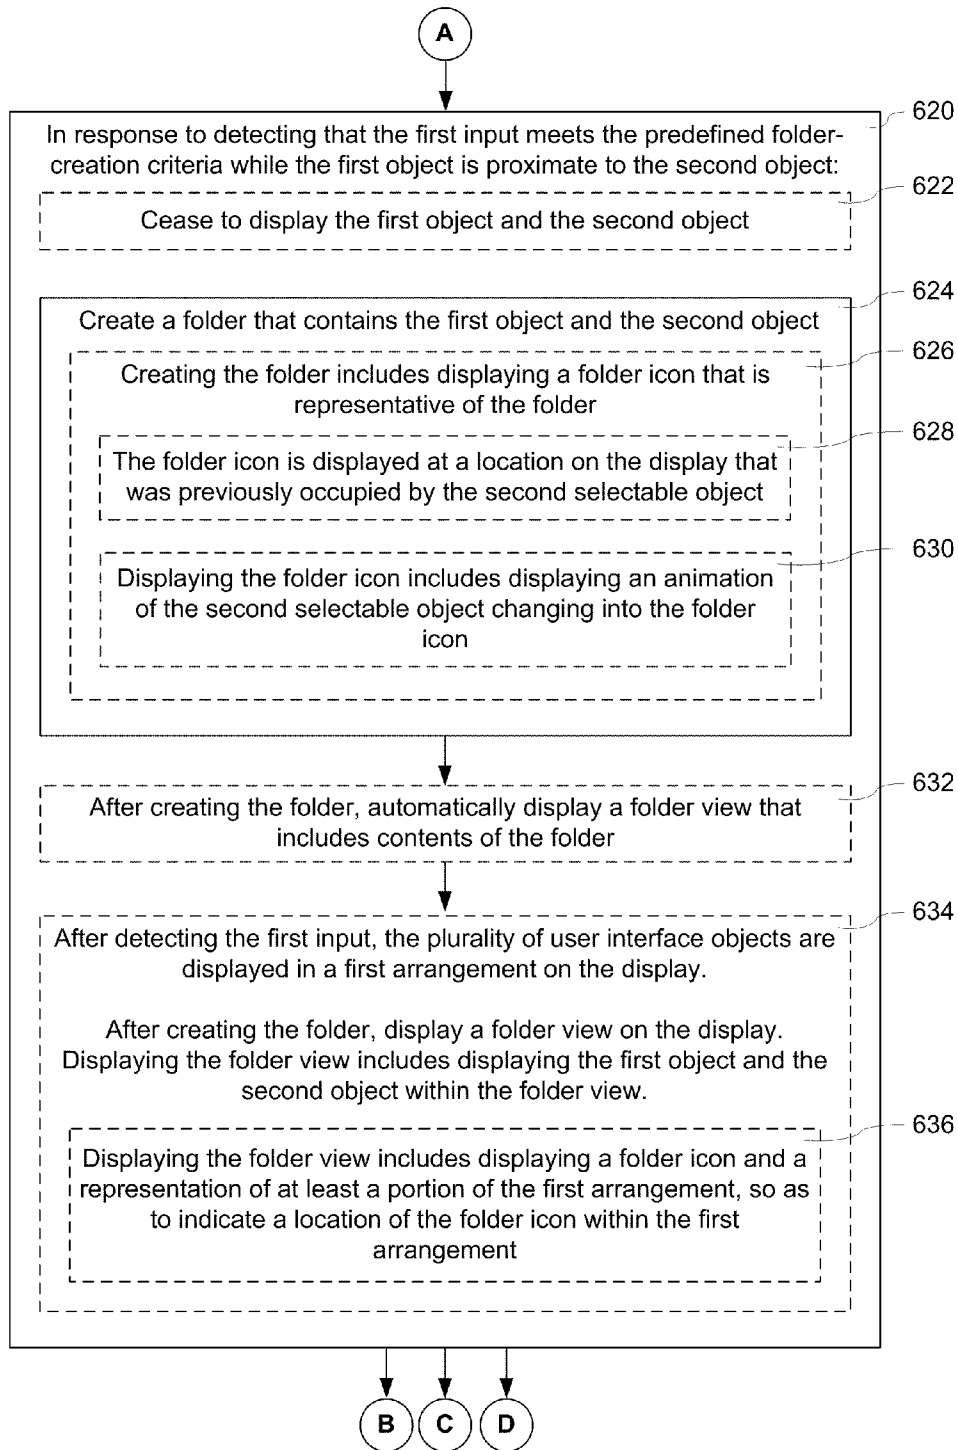 A
620
In response to detecting that the first input meets the predefined folder-
creation criteria while the first object is proximate to the second object:
622
Cease to display the first object and the second object
624
Create a folder that contains the first object and the second object
626
Creating the folder includes displaying a folder icon that is
representative of the folder
628
The folder icon is displayed at a location on the display that
was previously occupied by the second selectable object
630
Displaying the folder icon includes displaying an animation
of the second selectable object changing into the folder
icon
632
After creating the folder, automatically display a folder view that
includes contents of the folder
634
After detecting the first input, the plurality of user interface objects are
displayed in a first arrangement on the display.
After creating the folder, display a folder view on the display.
Displaying the folder view includes displaying the first object and the
second object within the folder view.
636
Displaying the folder view includes displaying a folder icon and a
representation of at least a portion of the first arrangement, so as
to indicate a location of the folder icon within the first
arrangement
B C D